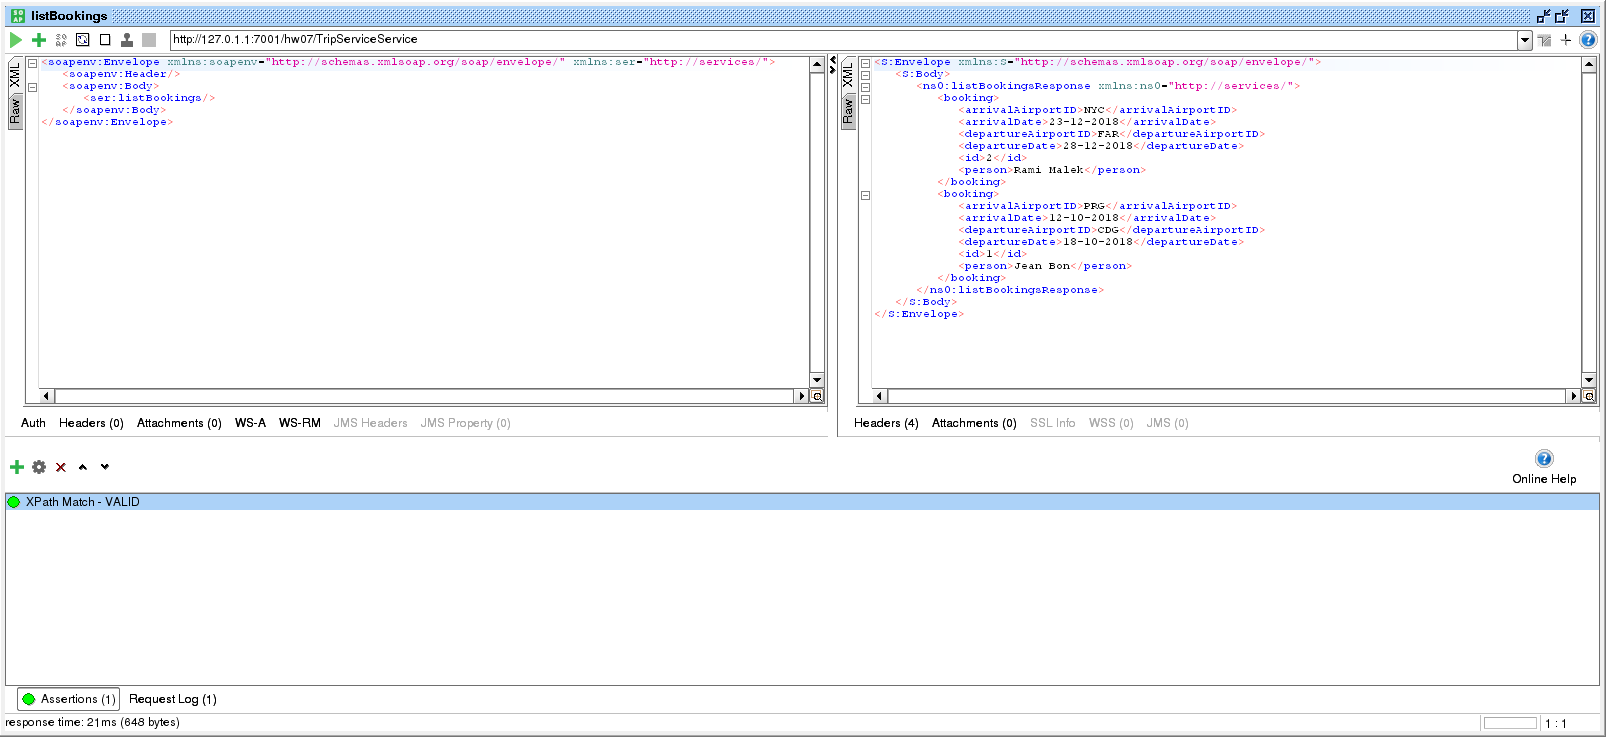 listBookings
http://127.0.1.1:7001/hw07/TripServiceService
XML
Raw
<soapenv:Envelope xmlns:soapenv="http://schemas.xmlsoap.org/soap/envelope/" xmlns:ser="http://services/">
<soapenv:Header/>
<soapenv:Body>
<ser:listBookings/>
</soapenv:Body>
</soapenv:Envelope>
XML
Raw
<S:Envelope xmlns:S="http://schemas.xmlsoap.org/soap/envelope/">
<S:Body>
<ns0:listBookingsResponse xmlns:ns0="http://services/">
<booking>
<arrivalAirportID>NYC</arrivalAirportID>
<arrivalDate>23-12-2018</arrivalDate>
<departureAirportID>FAR</departureAirportID>
<departureDate>28-12-2018</departureDate>
<id>2</id>
<person>Rami Malek</person>
</booking>
<booking>
<arrivalAirportID>PRG</arrivalAirportID>
<arrivalDate>12-10-2018</arrivalDate>
<departureAirportID>CDG</departureAirportID>
<departureDate>18-10-2018</departureDate>
<id>1</id>
<person>Jean Bon</person>
</booking>
</ns0:listBookingsResponse>
</S:Body>
</S:Envelope>
Auth Headers (0) Attachments (0) WS-A WS-RM JMS Headers JMS Property (0)
Headers (4) Attachments (0) SSL Info WSS (0) JMS (0)
Online Help
XPath Match - VALID
Assertions (1) Request Log (1)
response time: 21ms (648 bytes)
1 : 1